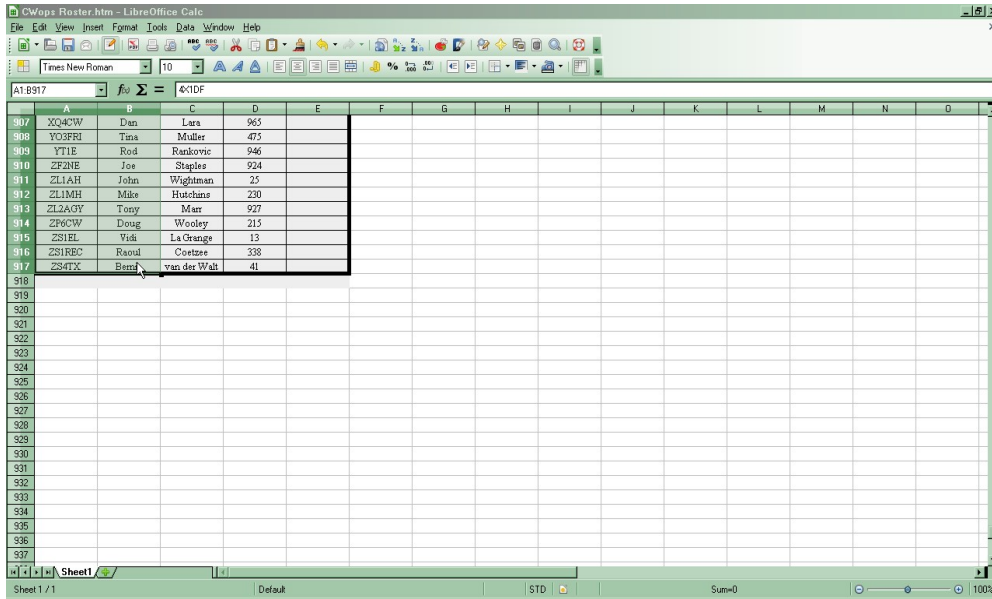 CWops Roster.htm - LibreOffice Calc
File Edit View Insert Format Tools Data Window Help
Times New Roman 10
A1:B917 f(x) Σ = 4X1DF
A B C D E F G H I J K L M N O
907 XQ4CW Dan Lara 965
908 YO3FRI Tina Muller 475
909 YT1E Rod Rankovic 946
910 ZF2NE Joe Staples 924
911 ZL1AH John Wightman 25
912 ZL1MH Mike Hutchins 230
913 ZL2AGY Tony Marr 927
914 ZP6CW Doug Wooley 215
915 ZS1EL Vidi La Grange 13
916 ZS1REC Raoul Coetzee 338
917 ZS4TX van der Walt 41
918
919
920
921
922
923
924
925
926
927
928
929
930
931
932
933
934
935
936
937
Sheet1
Sheet 1 / 1 Default STD Sum=0 100%